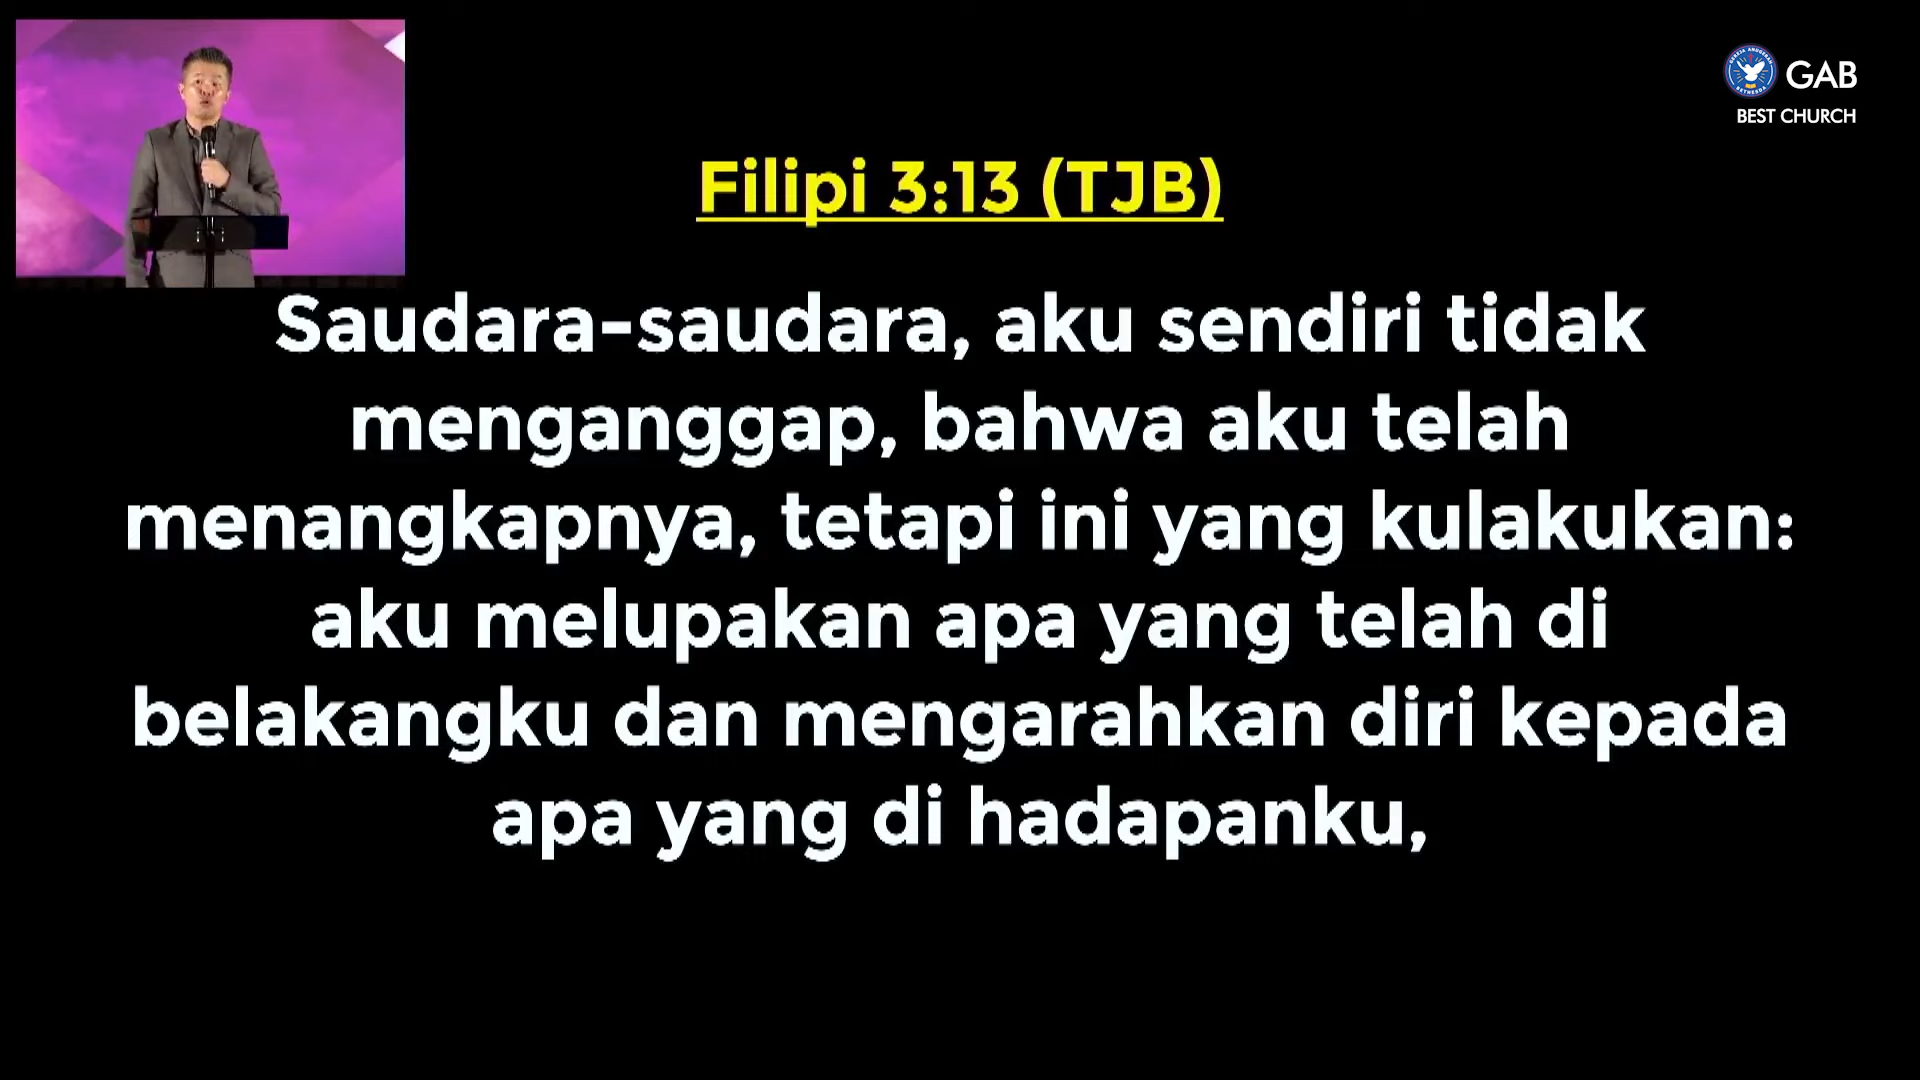 GAB
BEST CHURCH
Filipi 3:13 (TJB)
Saudara-saudara, aku sendiri tidak
menganggap, bahwa aku telah
menangkapnya, tetapi ini yang kulakukan:
aku melupakan apa yang telah di
belakangku dan mengarahkan diri kepada
apa yang di hadapanku,